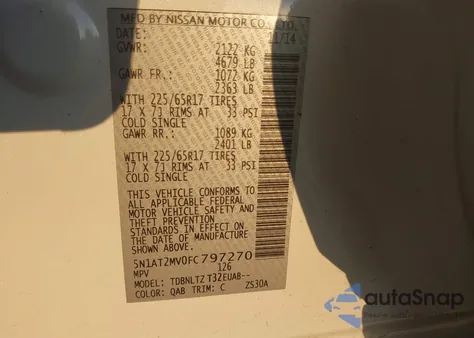 MFD BY NISSAN MOTOR CO., LTD.
DATE: 11/14
GVWR: 2122 KG
4679 LB
GAWR FR.: 1072 KG
2363 LB
WITH 225/65R17 TIRES
17 X 7J RIMS AT 33 PSI
COLD SINGLE
GAWR RR.: 1089 KG
2401 LB
WITH 225/65R17 TIRES
17 X 7J RIMS AT 33 PSI
COLD SINGLE
THIS VEHICLE CONFORMS TO
ALL APPLICABLE FEDERAL
MOTOR VEHICLE SAFETY AND
THEFT PREVENTION
STANDARDS IN EFFECT ON
THE DATE OF MANUFACTURE
SHOWN ABOVE.
5N1AT2MV0FC797270
MPV 126
MODEL: TDBNLTZ T32EUAB--
COLOR: QAB TRIM: C ZS30A
autoSnap